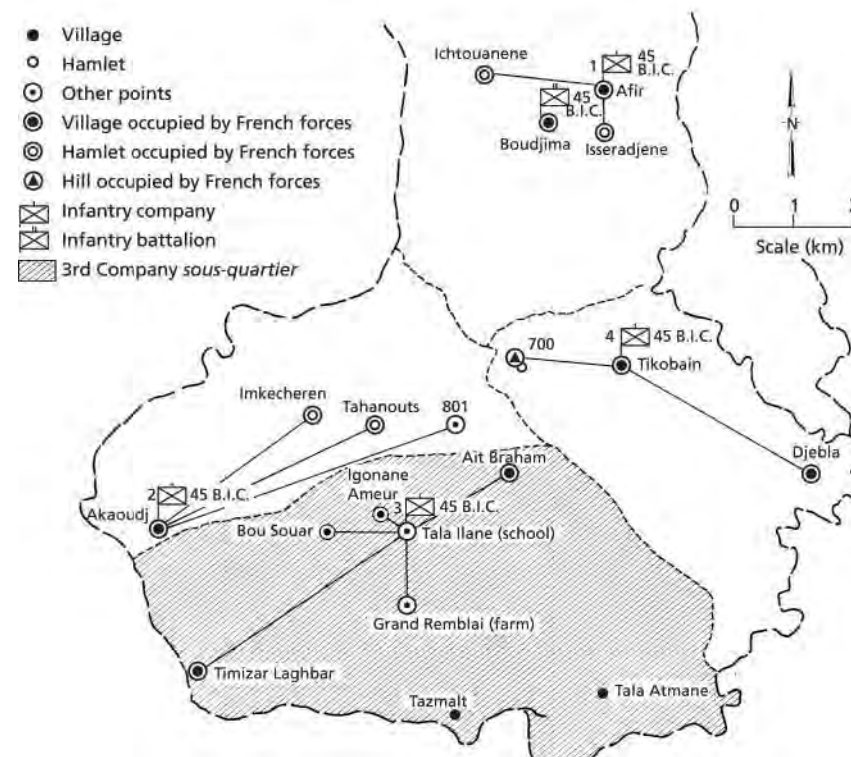 Village
Hamlet
Other points
Village occupied by French forces
Hamlet occupied by French forces
Hill occupied by French forces
Infantry company
Infantry battalion
3rd Company sous-quartier
Ichtouanene
1
45
B.I.C.
Afir
45
B.I.C.
Boudjima
Isseradjene
N
0 1 2
Scale (km)
700
4
45 B.I.C.
Tikobain
Djebla
Imkecheren
Tahanouts
801
2
45 B.I.C.
Akaoudj
Igonane
Ameur
Ait Braham
3
45 B.I.C.
Bou Souar
Tala Ilane (school)
Grand Remblai (farm)
Timizar Laghbar
Tazmalt
Tala Atmane